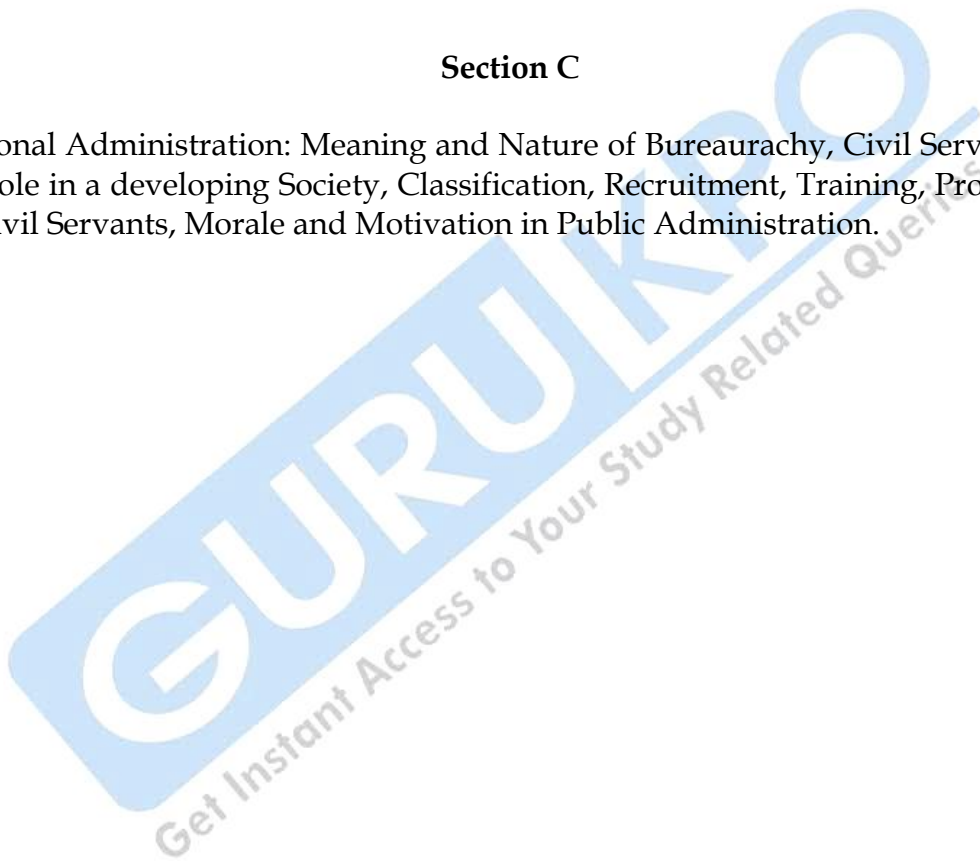 Section C
onal Administration: Meaning and Nature of Bureaurachy, Civil Serv
ole in a developing Society, Classification, Recruitment, Training, Pro
vil Servants, Morale and Motivation in Public Administration.
GURUKPO
Get Instant Access to Your Study Related Queries